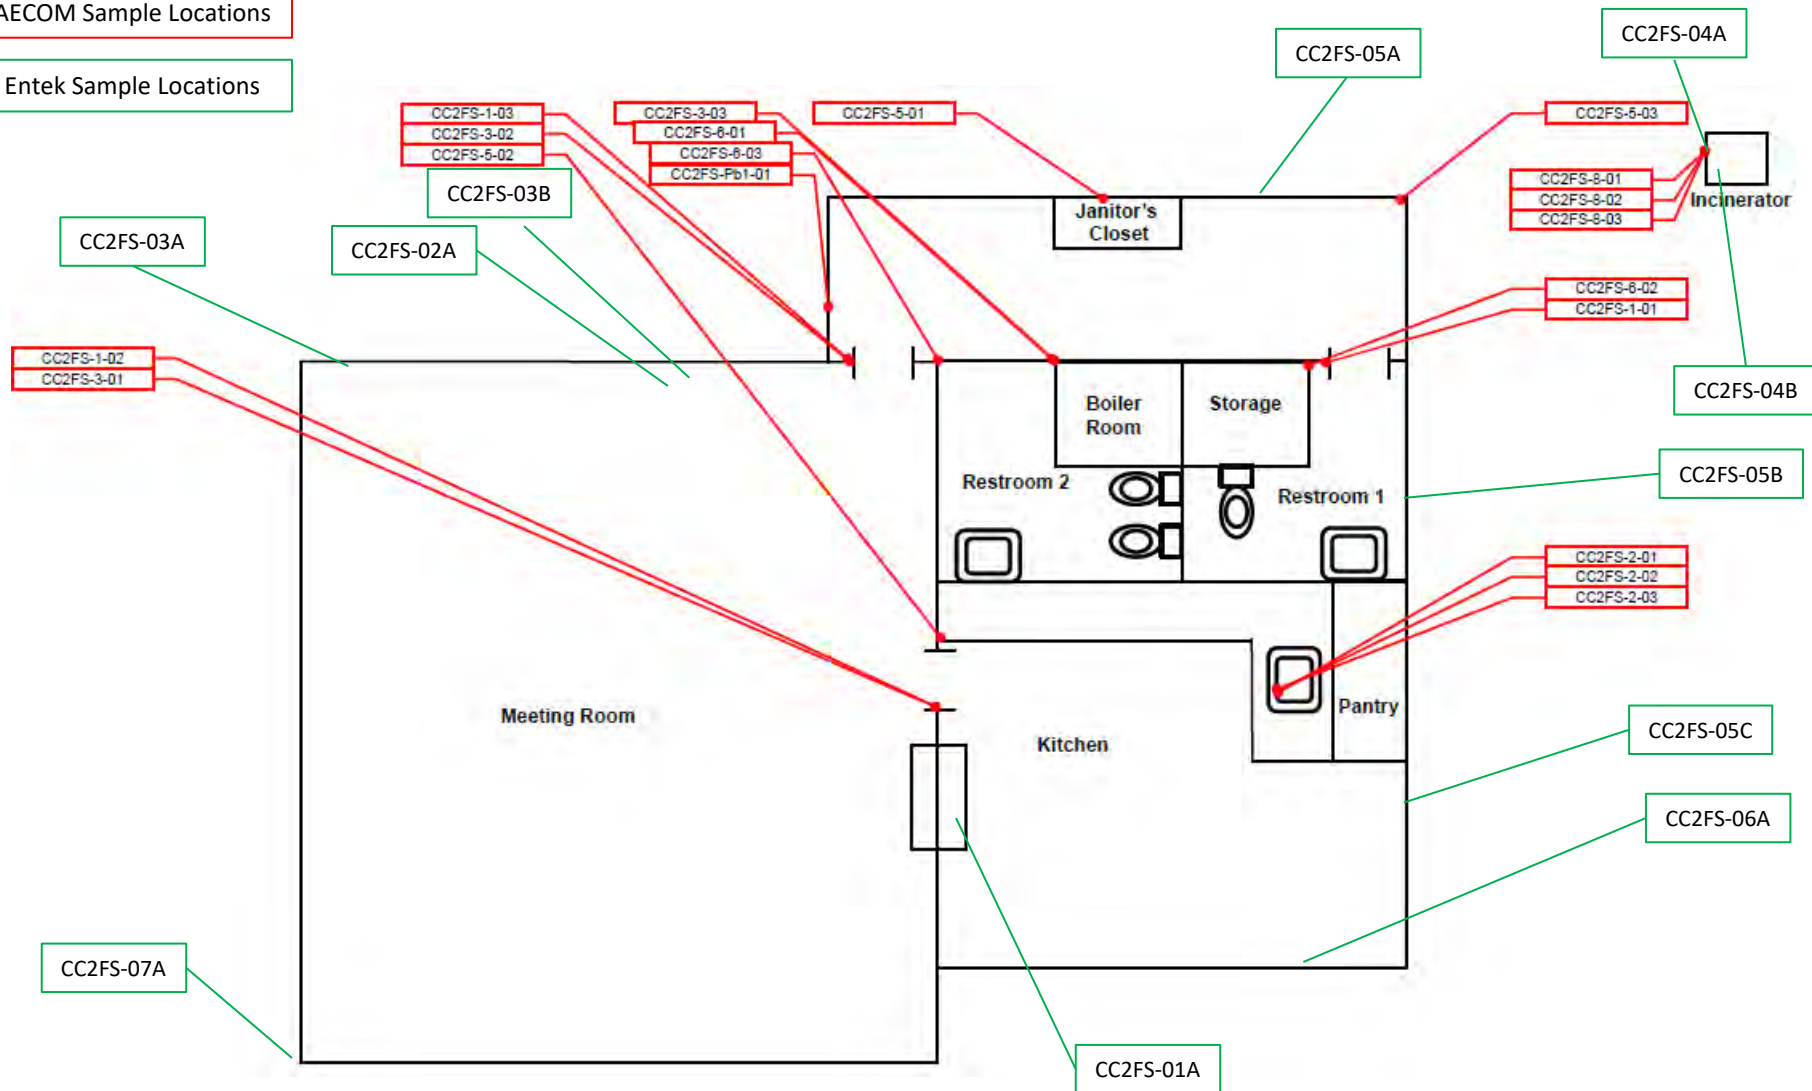 AECOM Sample Locations
Entek Sample Locations
CC2FS-04A
CC2FS-05A
CC2FS-1-03
CC2FS-3-02
CC2FS-5-02
CC2FS-3-03
CC2FS-6-01
CC2FS-6-03
CC2FS-Pb1-01
CC2FS-5-01
CC2FS-5-03
CC2FS-8-01
CC2FS-8-02
CC2FS-8-03
Incinerator
CC2FS-03B
CC2FS-03A
CC2FS-02A
Janitor's
Closet
CC2FS-6-02
CC2FS-1-01
CC2FS-1-02
CC2FS-3-01
CC2FS-04B
Boiler
Room
Storage
Restroom 2
Restroom 1
CC2FS-05B
CC2FS-2-01
CC2FS-2-02
CC2FS-2-03
Meeting Room
Kitchen
Pantry
CC2FS-05C
CC2FS-06A
CC2FS-07A
CC2FS-01A